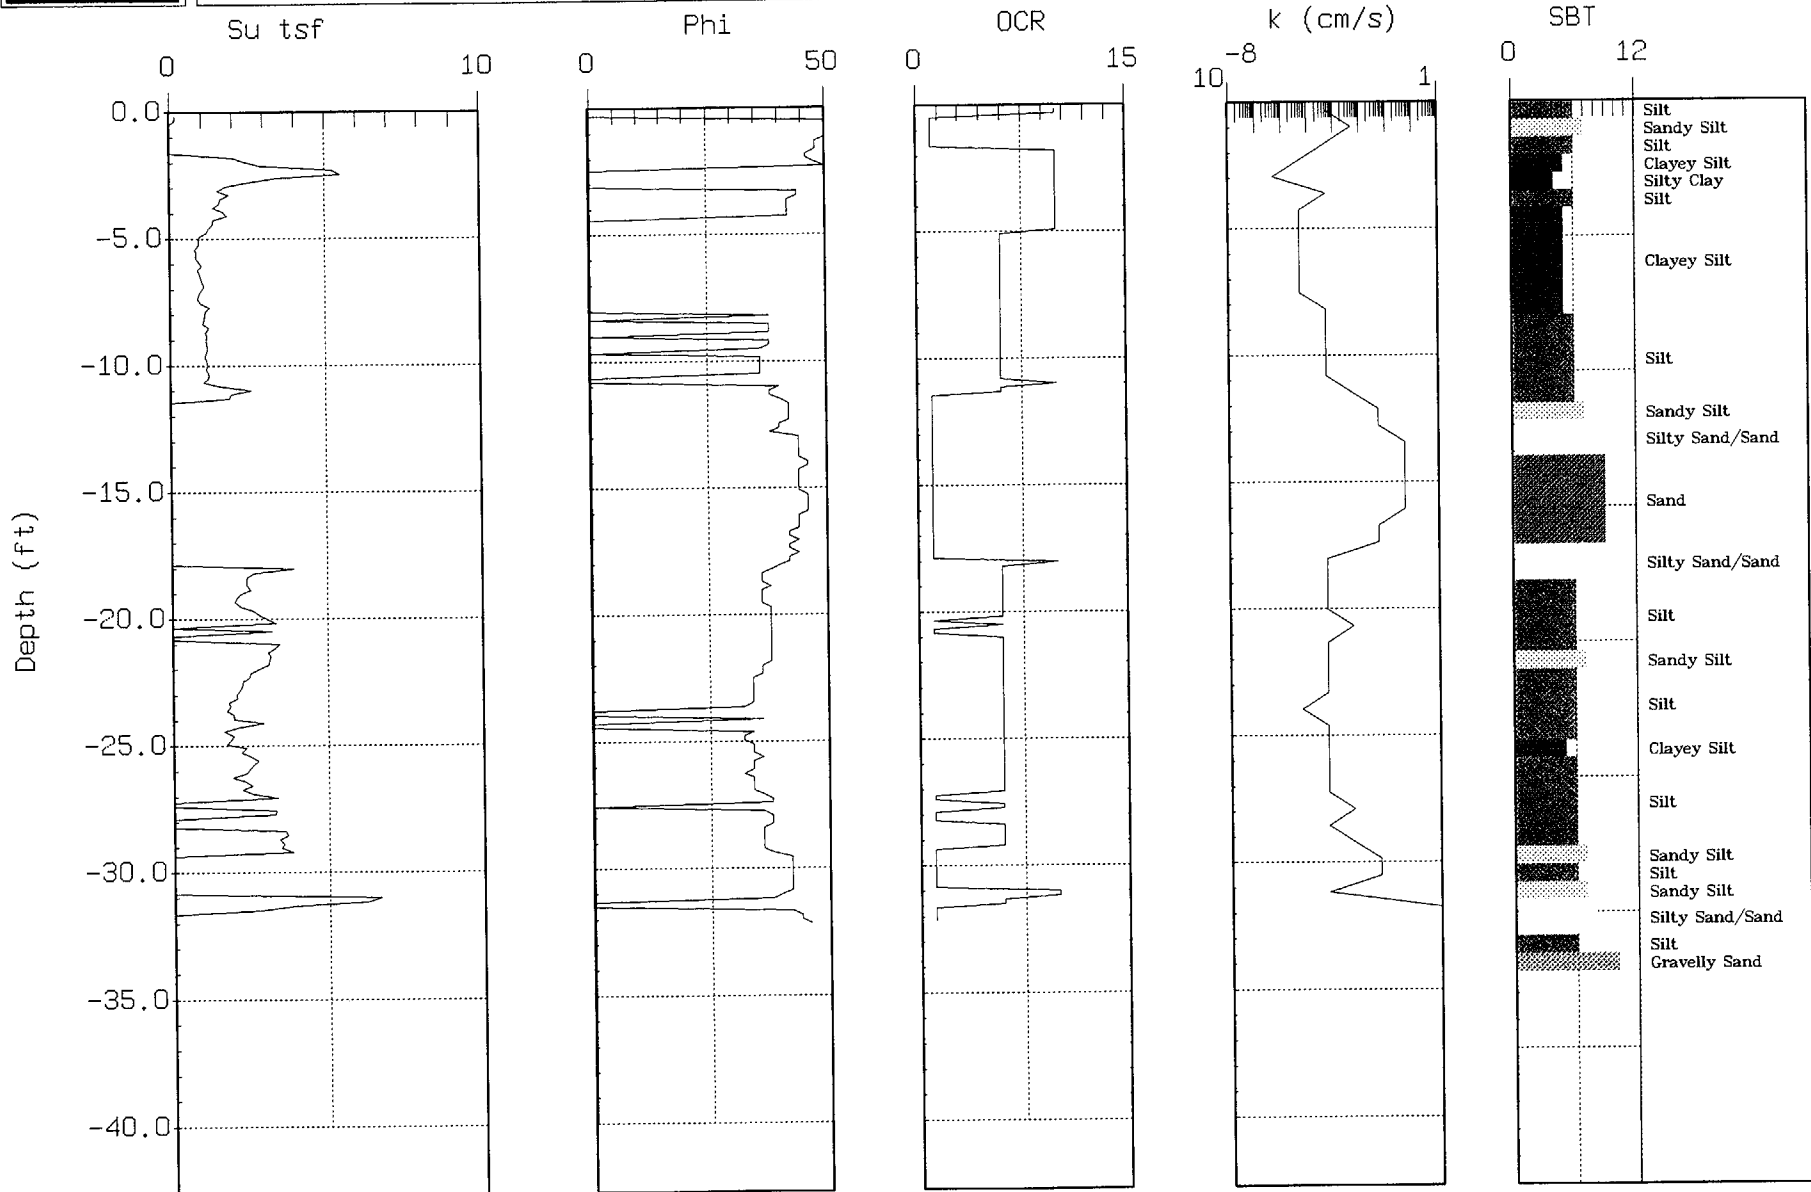 Su tsf
Phi
OCR
k (cm/s)
SBT
0 10
0 50
0 15
10 -8 1
0 12
Depth (ft)
0.0
-5.0
-10.0
-15.0
-20.0
-25.0
-30.0
-35.0
-40.0
Silt
Sandy Silt
Silt
Clayey Silt
Silty Clay
Silt
Clayey Silt
Silt
Sandy Silt
Silty Sand/Sand
Sand
Silty Sand/Sand
Silt
Sandy Silt
Silt
Clayey Silt
Silt
Sandy Silt
Silt
Sandy Silt
Silty Sand/Sand
Silt
Gravelly Sand